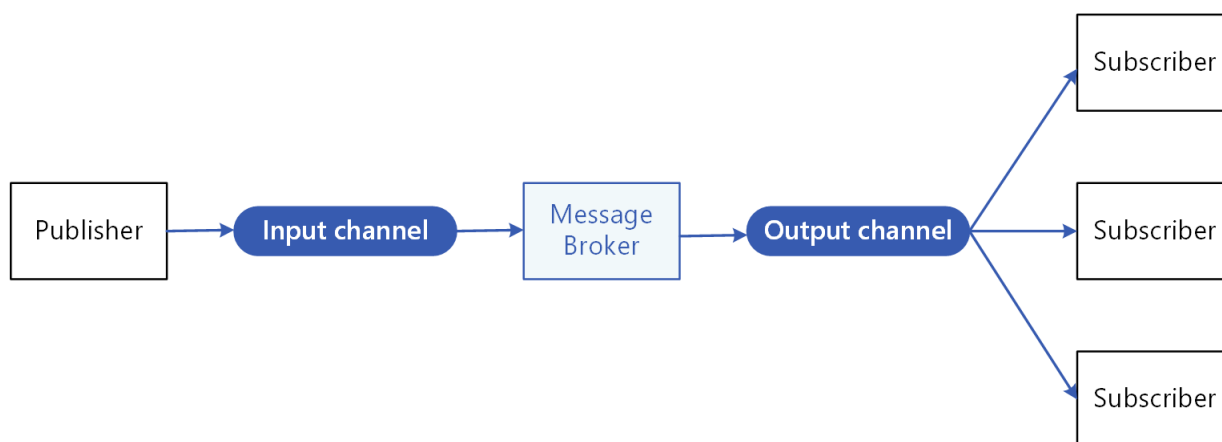 Subscriber
Publisher
Input channel
Message
Broker
Output channel
Subscriber
Subscriber